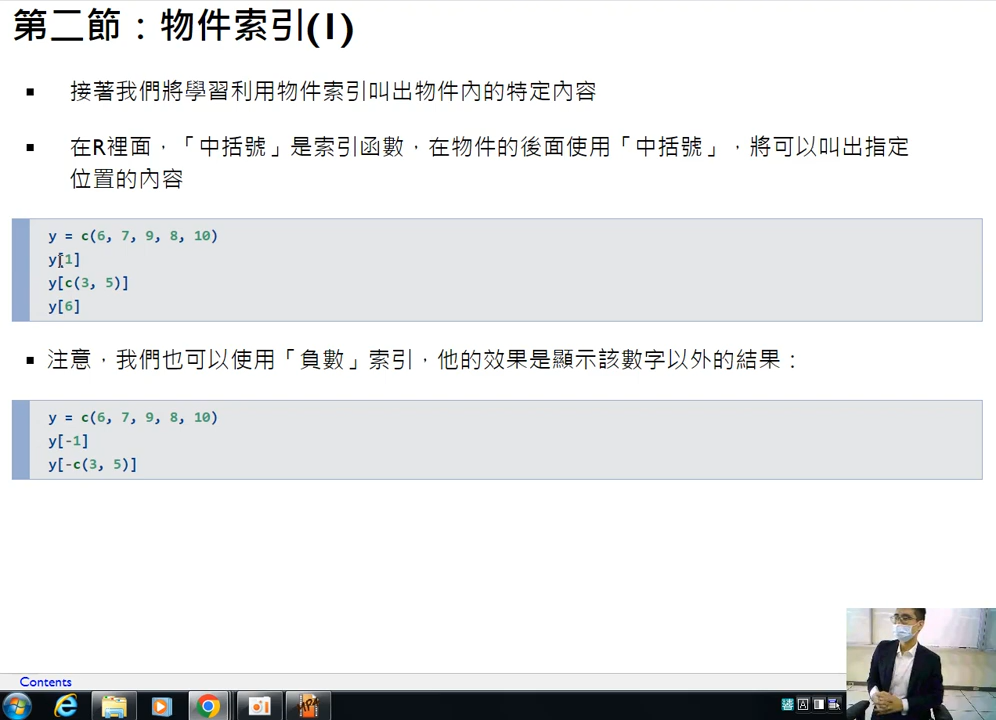 第二節：物件索引(1)
接著我們將學習利用物件索引叫出物件內的特定內容
在R裡面，「中括號」是索引函數，在物件的後面使用「中括號」，將可以叫出指定
位置的內容
y = c(6, 7, 9, 8, 10)
y[1]
y[c(3, 5)]
y[6]
注意，我們也可以使用「負數」索引，他的效果是顯示該數字以外的結果：
y = c(6, 7, 9, 8, 10)
y[-1]
y[-c(3, 5)]
Contents